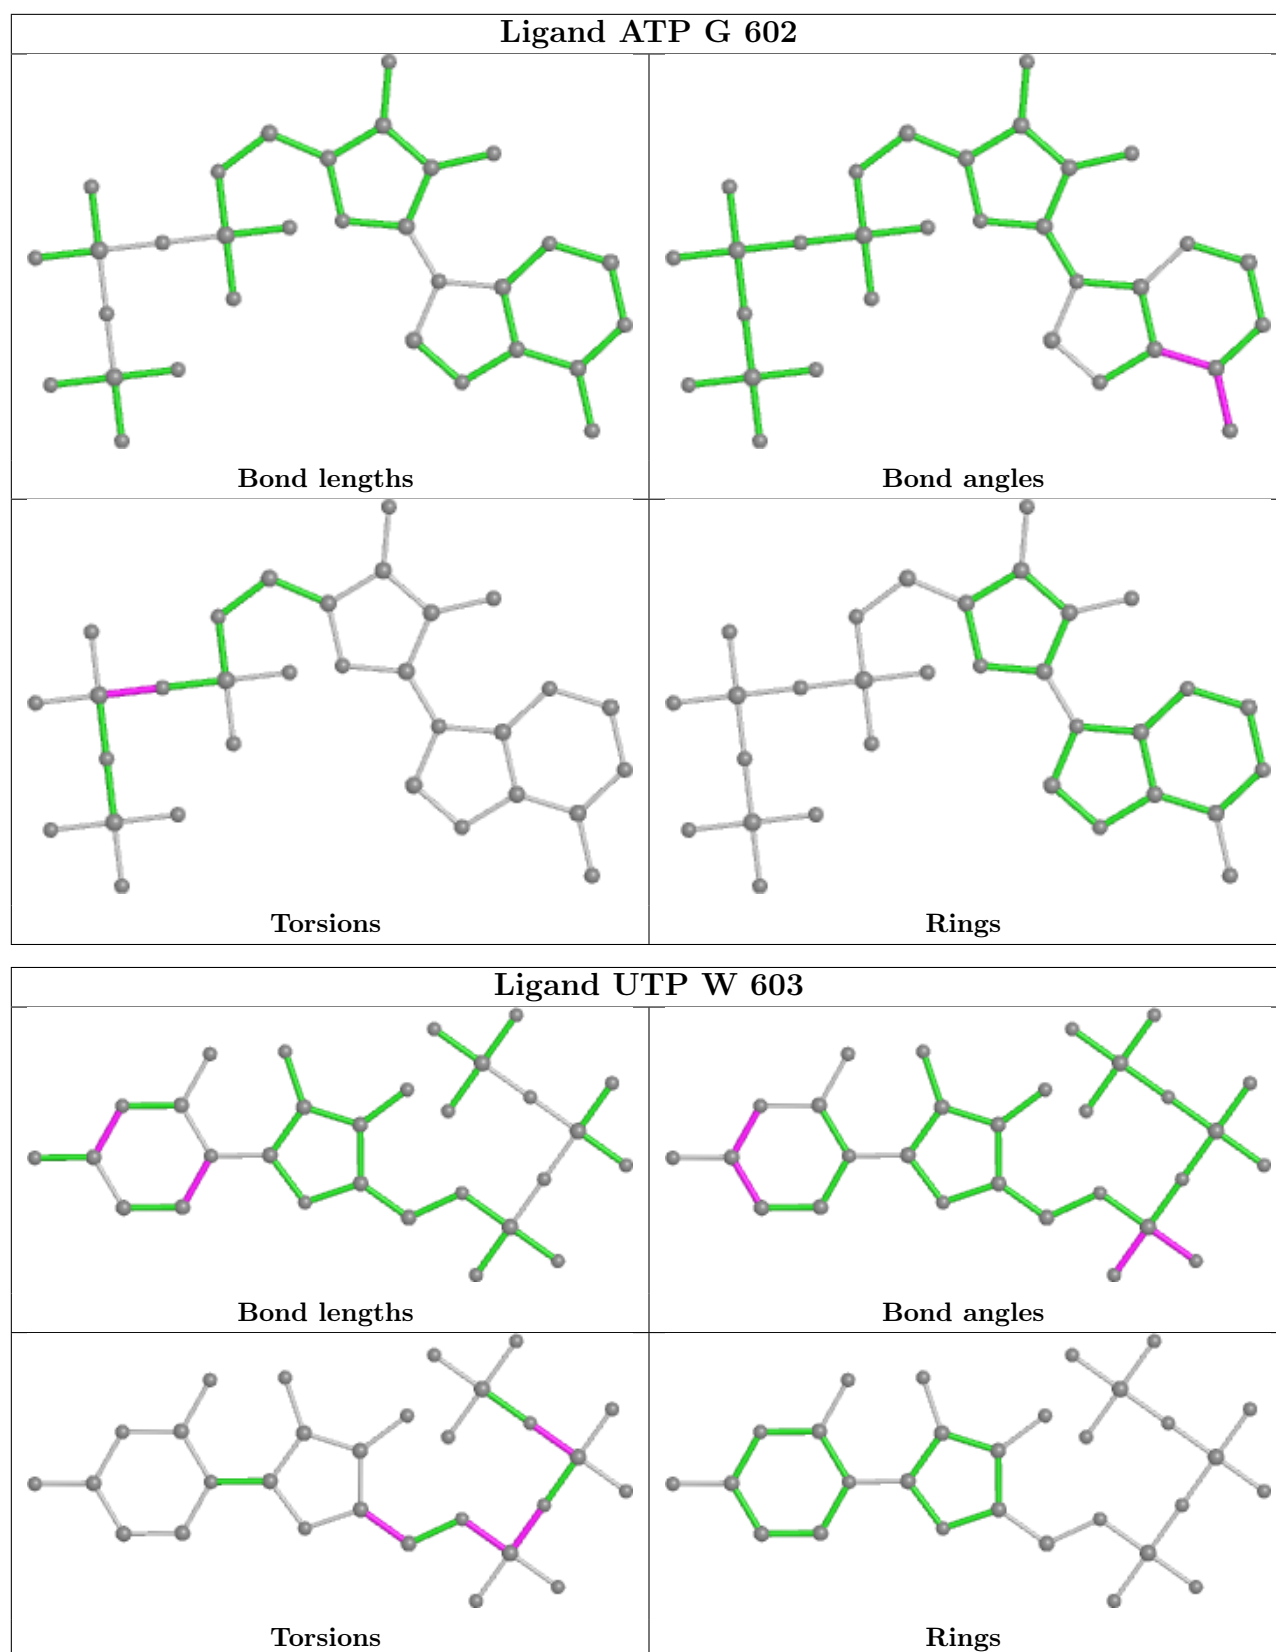 Ligand ATP G 602
Bond lengths
Bond angles
Torsions
Rings
Ligand UTP W 603
Bond lengths
Bond angles
Torsions
Rings